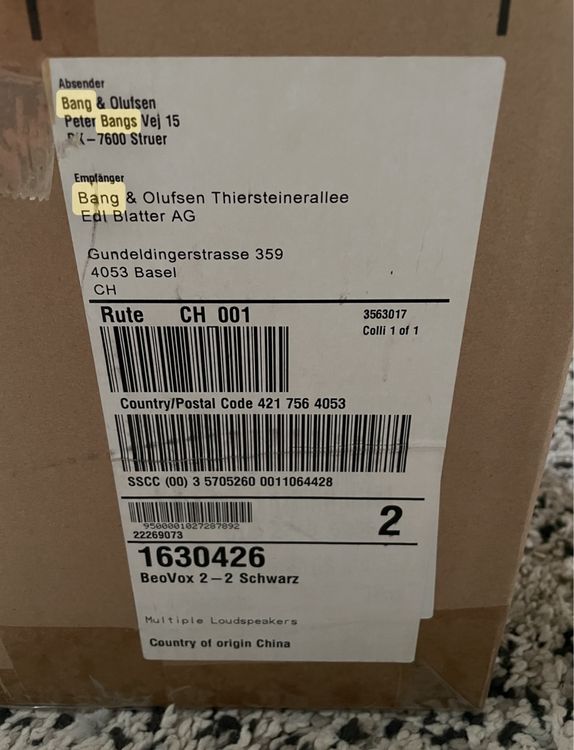 Absender
Bang & Olufsen
Peter Bangs Vej 15
DK-7600 Struer
Empfänger
Bang & Olufsen Thiersteinerallee
Edi Blatter AG
Gundeldingerstrasse 359
4053 Basel
CH
Rute CH 001
3563017
Colli 1 of 1
Country/Postal Code 421 756 4053
SSCC (00) 3 5705260 0011064428
9500001027287892
22269073
2
1630426
BeoVox 2-2 Schwarz
Multiple Loudspeakers
Country of origin China